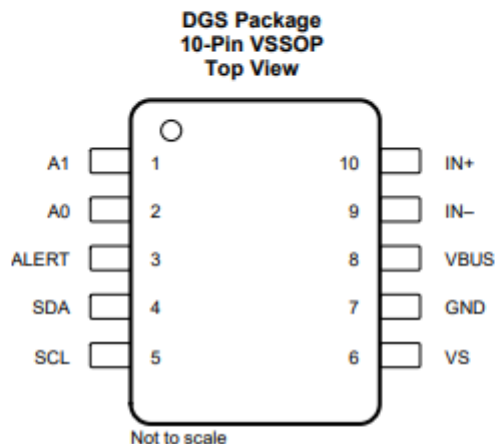 DGS Package
10-Pin VSSOP
Top View
A1 1 10 IN+
A0 2 9 IN–
ALERT 3 8 VBUS
SDA 4 7 GND
SCL 5 6 VS
Not to scale